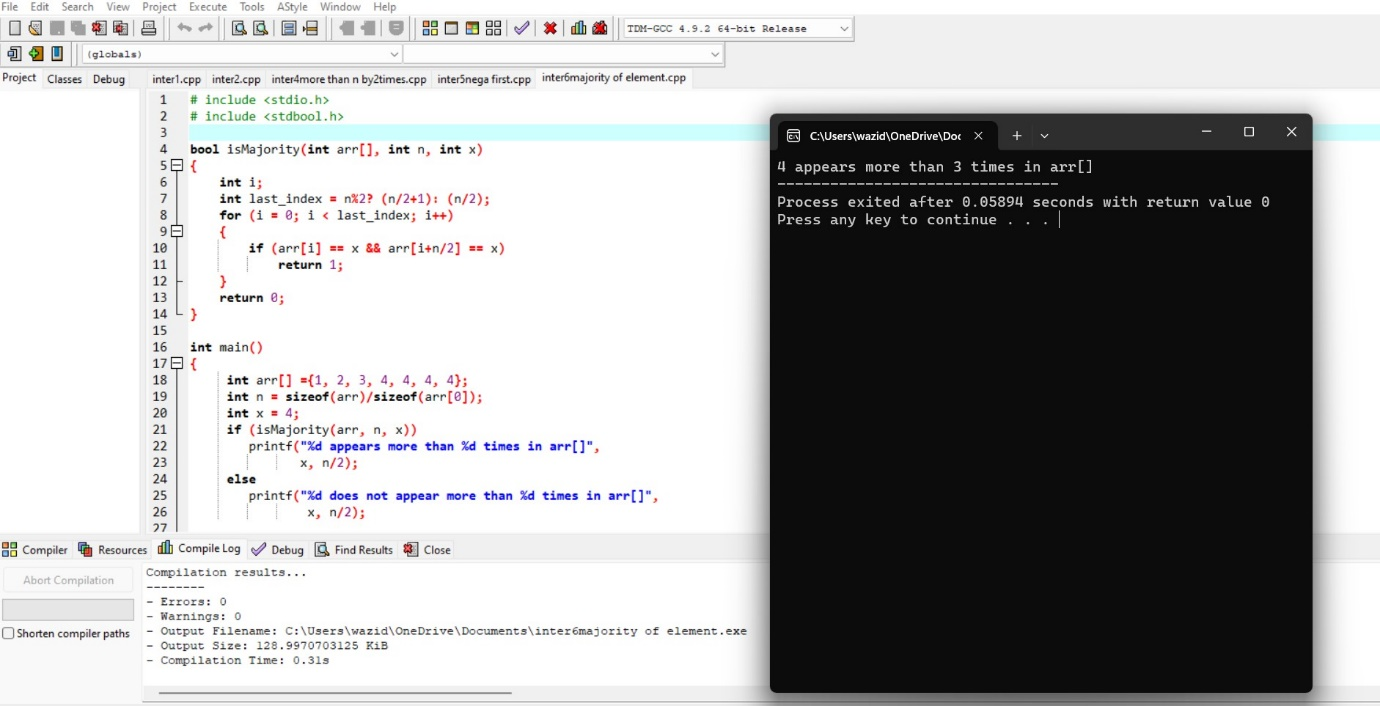 File Edit Search View Project Execute Tools AStyle Window Help
TDM-GCC 4.9.2 64-bit Release
(globals)
Project Classes Debug
inter1.cpp inter2.cpp inter4more than n by2times.cpp inter5nega first.cpp inter6majority of element.cpp
1 # include <stdio.h>
2 # include <stdbool.h>
3
4 bool isMajority(int arr[], int n, int x)
5 {
6 int i;
7 int last_index = n%2? (n/2+1): (n/2);
8 for (i = 0; i < last_index; i++)
9 {
10 if (arr[i] == x && arr[i+n/2] == x)
11 return 1;
12 }
13 return 0;
14 }
15
16 int main()
17 {
18 int arr[] ={1, 2, 3, 4, 4, 4, 4};
19 int n = sizeof(arr)/sizeof(arr[0]);
20 int x = 4;
21 if (isMajority(arr, n, x))
22 printf("%d appears more than %d times in arr[]",
23 x, n/2);
24 else
25 printf("%d does not appear more than %d times in arr[]",
26 x, n/2);
27
C:\Users\wazid\OneDrive\Doc
4 appears more than 3 times in arr[]
--------------------------------
Process exited after 0.05894 seconds with return value 0
Press any key to continue . . .
Compiler Resources Compile Log Debug Find Results Close
Abort Compilation
Shorten compiler paths
Compilation results...
--------
- Errors: 0
- Warnings: 0
- Output Filename: C:\Users\wazid\OneDrive\Documents\inter6majority of element.exe
- Output Size: 128.9970703125 KiB
- Compilation Time: 0.31s